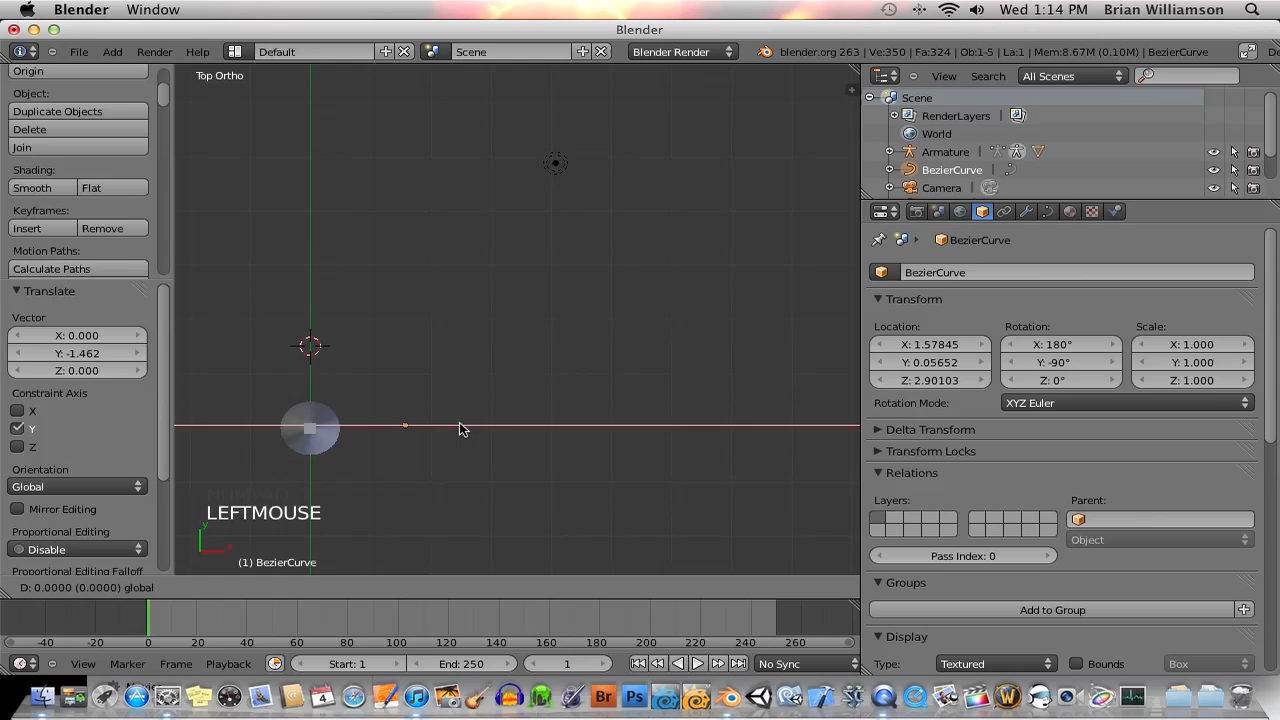 Blender Window Wed 1:14 PM Brian Williamson
Blender
File Add Render Help Default Scene Blender Render blender.org 263 | Ve:350 | Fa:324 | Ob:1-5 | La:1 | Mem:8.67M (0.10M) | BezierCurve
Origin
Object:
Duplicate Objects
Delete
Join
Shading:
Smooth Flat
Keyframes:
Insert Remove
Motion Paths:
Calculate Paths
Translate
Vector
X: 0.000
Y: -1.462
Z: 0.000
Constraint Axis
X
Y
Z
Orientation
Global
Mirror Editing
Proportional Editing
Disable
Proportional Editing Falloff
Top Ortho
LEFTMOUSE
y
x
(1) BezierCurve
D: 0.0000 (0.0000) global
View Search All Scenes
Scene
RenderLayers
World
Armature
BezierCurve
Camera
BezierCurve
BezierCurve
Transform
Location: Rotation: Scale:
X: 1.57845 X: 180° X: 1.000
Y: 0.05652 Y: -90° Y: 1.000
Z: 2.90103 Z: 0° Z: 1.000
Rotation Mode: XYZ Euler
Delta Transform
Transform Locks
Relations
Layers: Parent:
Object
Pass Index: 0
Groups
Add to Group
Display
Type: Textured Bounds Box
-40 -20 0 20 40 60 80 100 120 140 160 180 200 220 240 260
View Marker Frame Playback Start: 1 End: 250 1 No Sync
Br Ps W